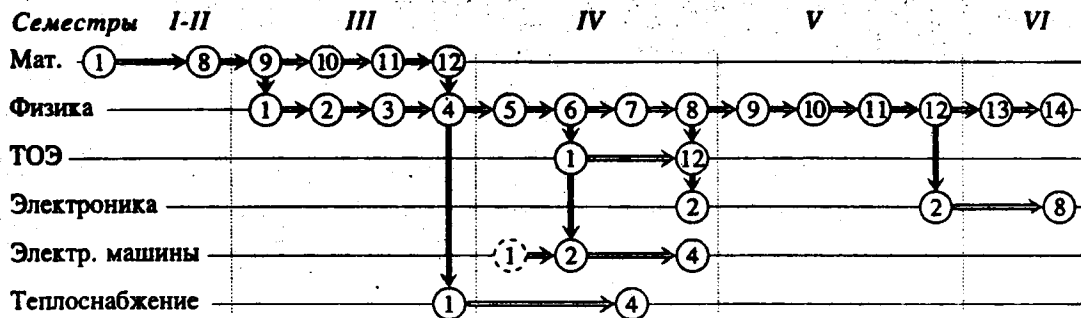 Семестры I-II III IV V VI
Мат. 1 8 9 10 11 12
Физика 1 2 3 4 5 6 7 8 9 10 11 12 13 14
ТОЭ 1 12
Электроника 2 2 8
Электр. машины 1 2 4
Теплоснабжение 1 4